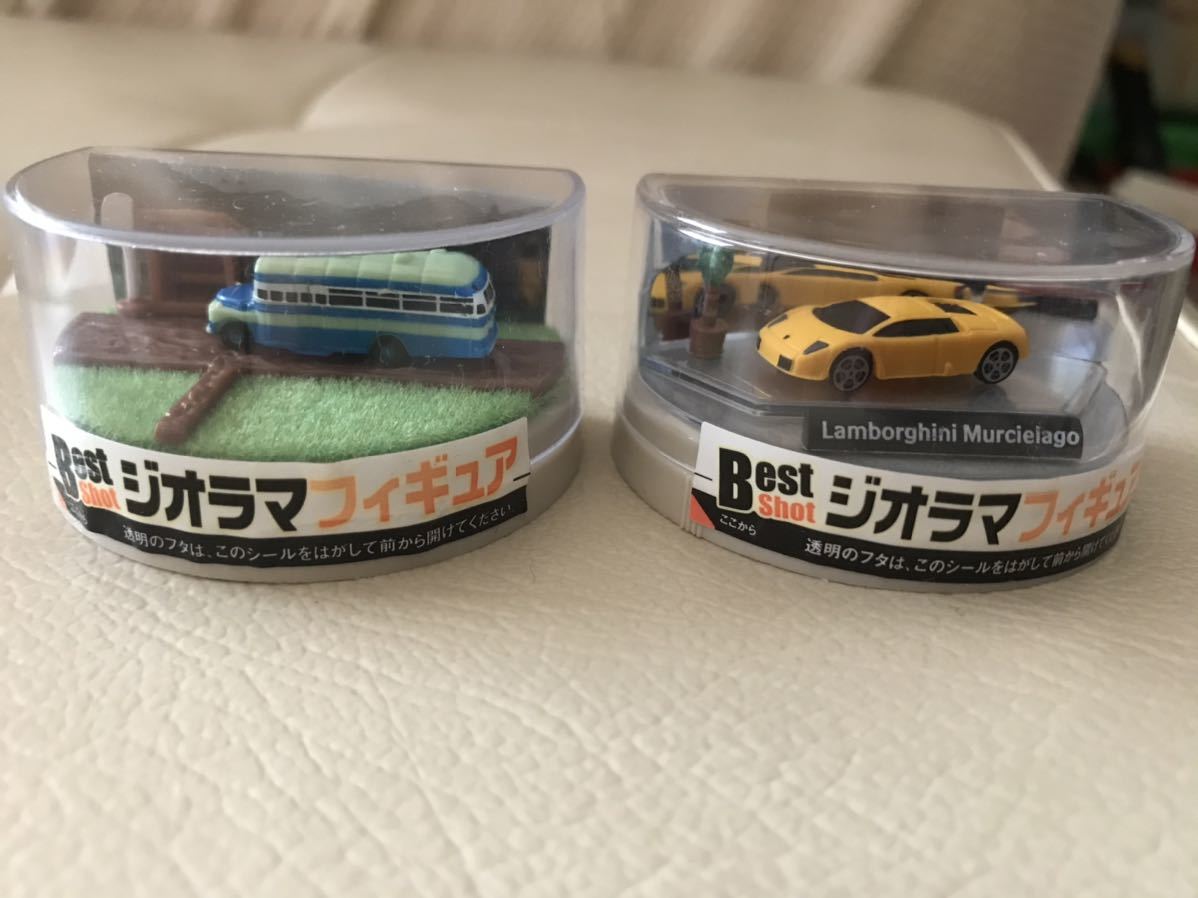 Best
Shot
ジオラマフィギュア
透明のフタは、このシールをはがして前から開けてください
Lamborghini Murcielago
Best
Shot
ジオラマフィギュ
ここから
透明のフタは、このシールをはがして前から開けてく